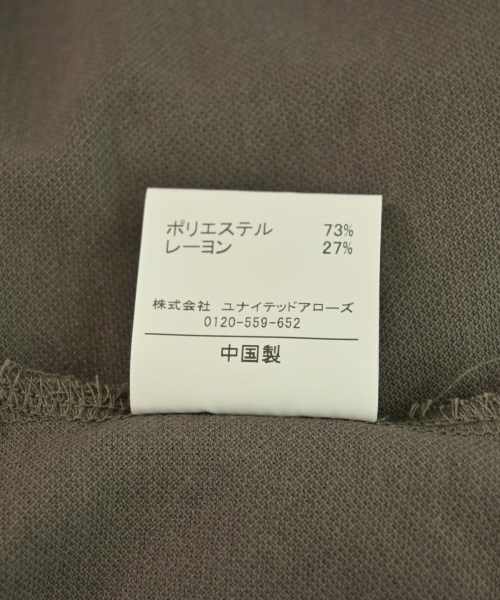 ポリエステル 73%
レーヨン 27%
株式会社 ユナイテッドアローズ
0120-559-652
中国製